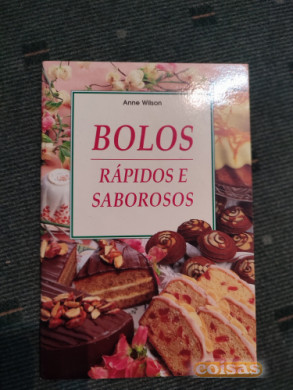 Anne Wilson
BOLOS
RÁPIDOS E
SABOROSOS
coisas